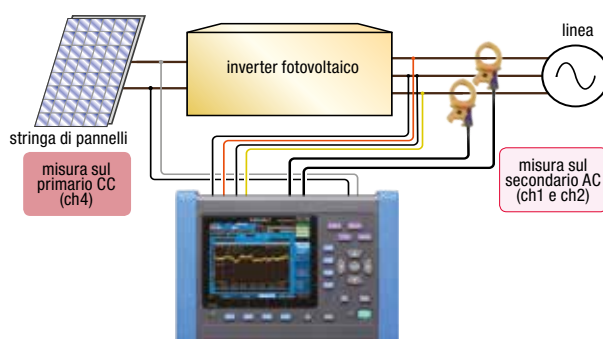 inverter fotovoltaico
linea
stringa di pannelli
misura sul
primario CC
(ch4)
misura sul
secondario AC
(ch1 e ch2)